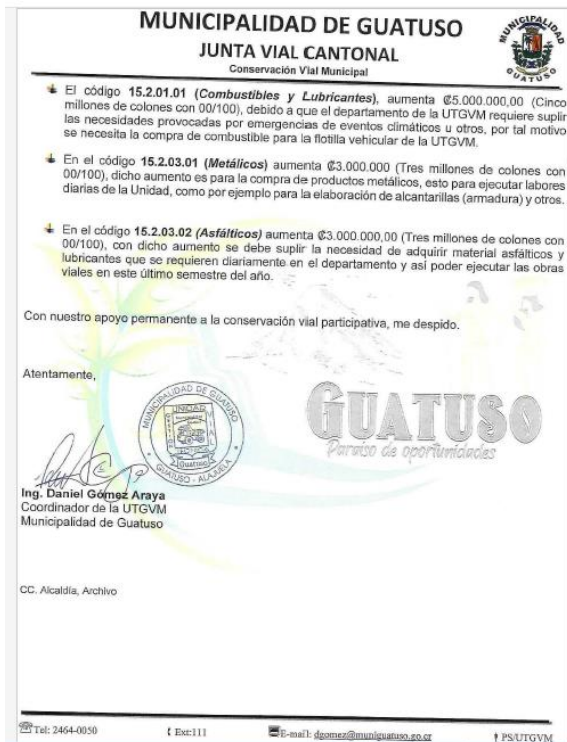 MUNICIPALIDAD DE GUATUSO
JUNTA VIAL CANTONAL
Conservación Vial Municipal
MUNICIPALIDAD
GUATUSO
El código 15.2.01.01 (Combustibles y Lubricantes), aumenta ₡5.000.000,00 (Cinco
millones de colones con 00/100), debido a que el departamento de la UTGVM requiere suplir
las necesidades provocadas por emergencias de eventos climáticos u otros, por tal motivo
se necesita la compra de combustible para la flotilla vehicular de la UTGVM.
En el código 15.2.03.01 (Metálicos) aumenta ₡3.000.000 (Tres millones de colones con
00/100), dicho aumento es para la compra de productos metálicos, esto para ejecutar labores
diarias de la Unidad, como por ejemplo para la elaboración de alcantarillas (armadura) y otros.
En el código 15.2.03.02 (Asfálticos) aumenta ₡3.000.000,00 (Tres millones de colones con
00/100), con dicho aumento se debe suplir la necesidad de adquirir material asfálticos y
lubricantes que se requieren diariamente en el departamento y así poder ejecutar las obras
viales en este último semestre del año.
Con nuestro apoyo permanente a la conservación vial participativa, me despido.
Atentamente,
MUNICIPALIDAD DE GUATUSO
UNIDAD
GUATUSO
GUATUSO - ALAJUELA
GUATUSO
Paraíso de oportunidades
Ing. Daniel Gómez Araya
Coordinador de la UTGVM
Municipalidad de Guatuso
CC. Alcaldía, Archivo
Tel: 2464-0050 Ext:111 E-mail: dgomez@muniguatuso.go.cr PS/UTGVM